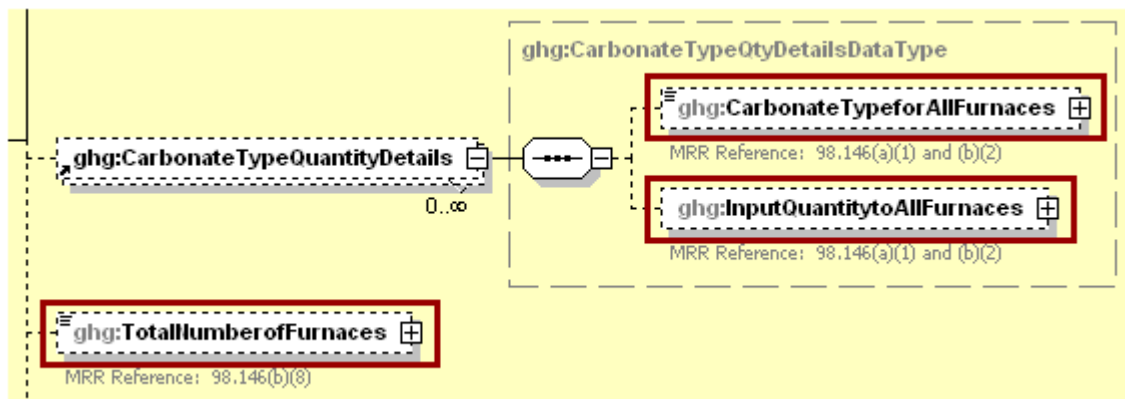 ghg:CarbonateTypeQtyDetailsDataType
ghg:CarbonateTypeforAllFurnaces
MRR Reference: 98.146(a)(1) and (b)(2)
ghg:CarbonateTypeQuantityDetails
0..∞
ghg:InputQuantitytoAllFurnaces
MRR Reference: 98.146(a)(1) and (b)(2)
ghg:TotalNumberofFurnaces
MRR Reference: 98.146(b)(8)